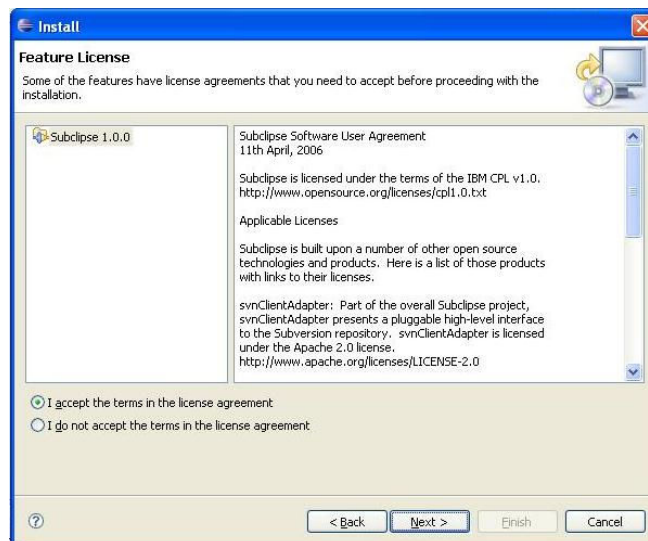 Install
Feature License
Some of the features have license agreements that you need to accept before proceeding with the
installation.
Subclipse 1.0.0
Subclipse Software User Agreement
11th April, 2006
Subclipse is licensed under the terms of the IBM CPL v1.0.
http://www.opensource.org/licenses/cpl1.0.txt
Applicable Licenses
Subclipse is built upon a number of other open source
technologies and products.  Here is a list of those products
with links to their licenses.
svnClientAdapter:  Part of the overall Subclipse project,
svnClientAdapter presents a pluggable high-level interface
to the Subversion repository.  svnClientAdapter is licensed
under the Apache 2.0 license.
http://www.apache.org/licenses/LICENSE-2.0
I accept the terms in the license agreement
I do not accept the terms in the license agreement
?
< Back
Next >
Finish
Cancel